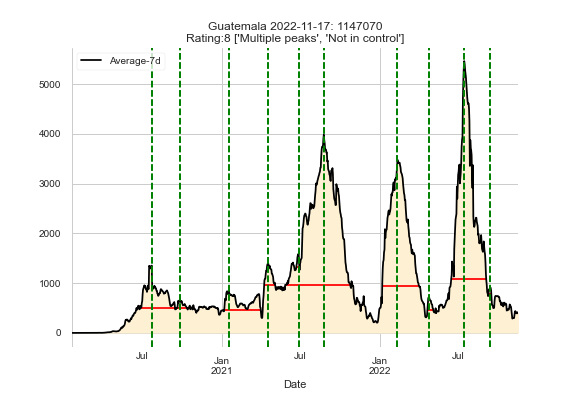 Guatemala 2022-11-17: 1147070
Rating:8 ['Multiple peaks', 'Not in control']
Average-7d
5000
4000
3000
2000
1000
0
Jul
Jan
2021
Jul
Jan
2022
Jul
Date